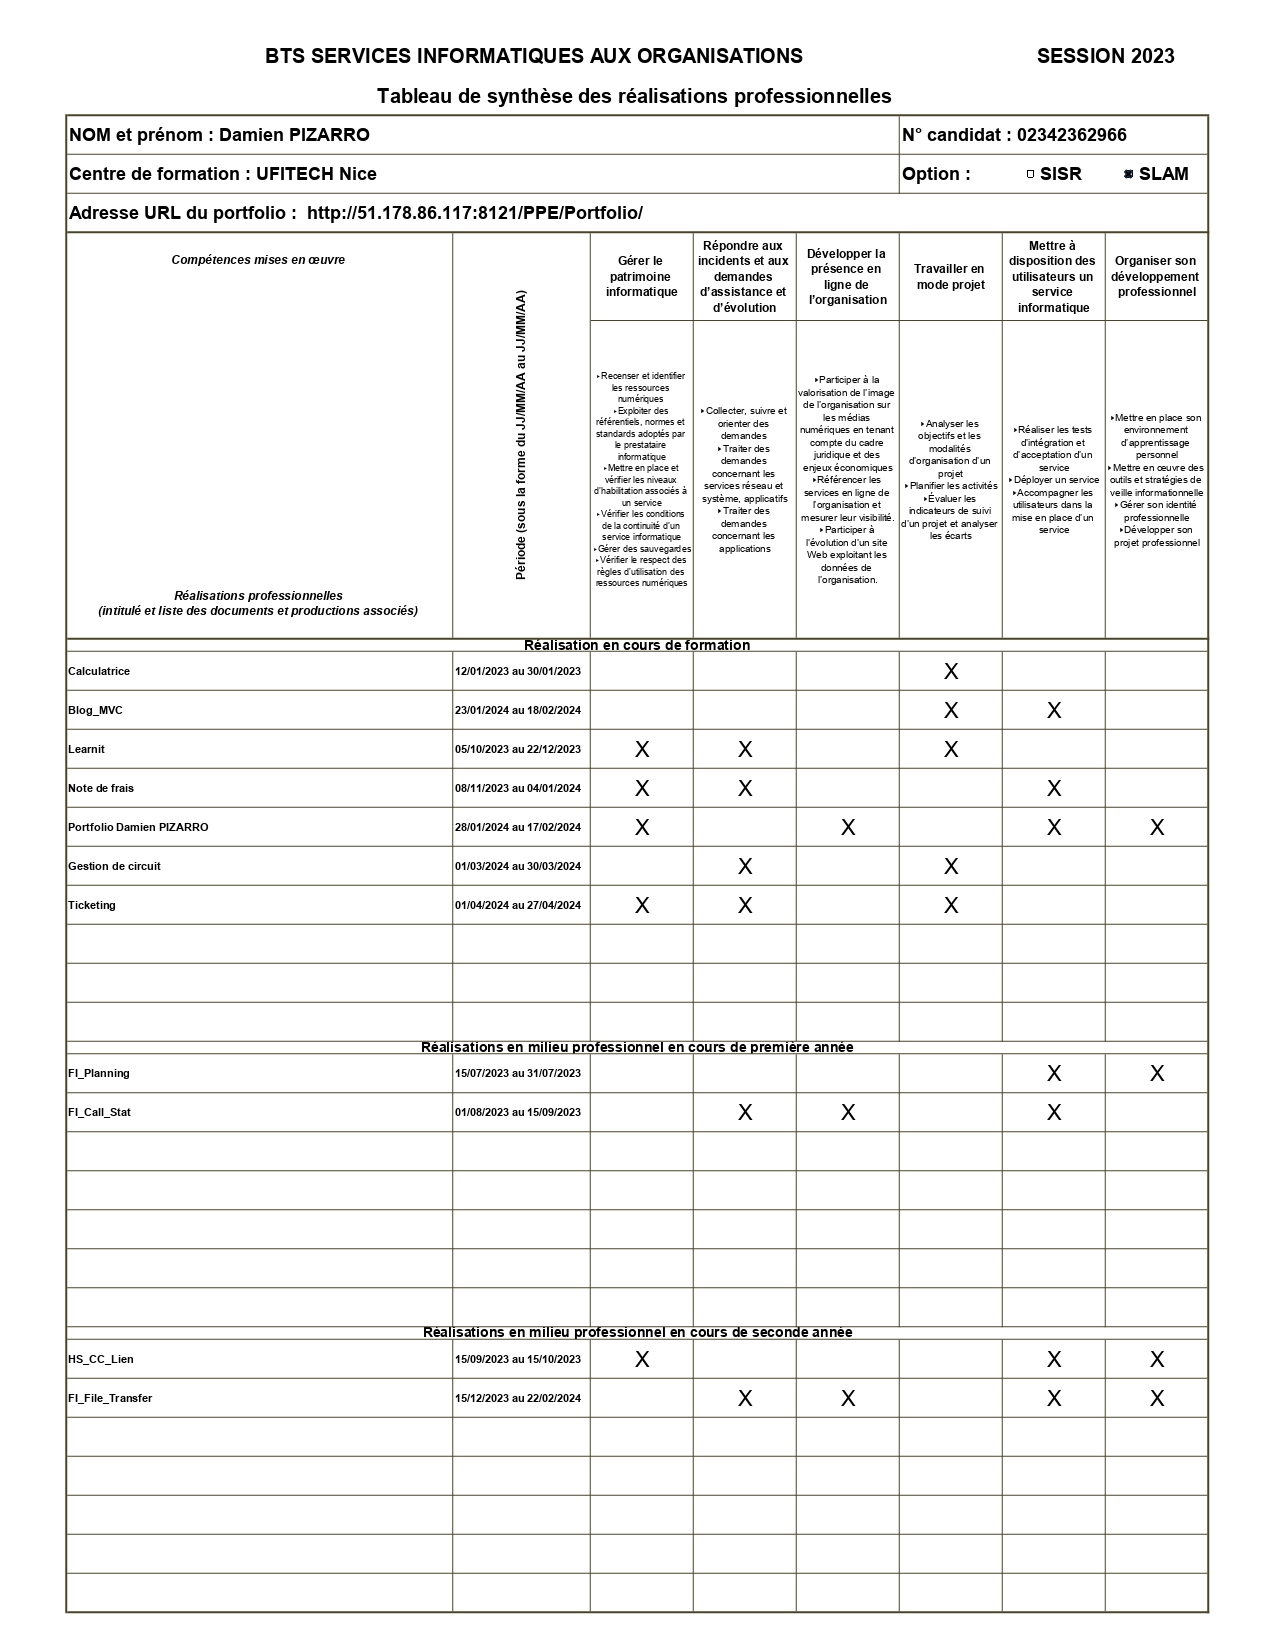 BTS SERVICES INFORMATIQUES AUX ORGANISATIONS SESSION 2023
Tableau de synthèse des réalisations professionnelles
NOM et prénom : Damien PIZARRO N° candidat : 02342362966
Centre de formation : UFITECH Nice Option : SISR SLAM
Adresse URL du portfolio : http://51.178.86.117:8121/PPE/Portfolio/
Compétences mises en œuvre
Réalisations professionnelles
(intitulé et liste des documents et productions associés)
Période (sous la forme du JJ/MM/AA au JJ/MM/AA)
Gérer le
patrimoine
informatique
Répondre aux
incidents et aux
demandes
d'assistance et
d'évolution
Développer la
présence en
ligne de
l'organisation
Travailler en
mode projet
Mettre à
disposition des
utilisateurs un
service
informatique
Organiser son
développement
professionnel
‣Recenser et identifier
les ressources
numériques
‣Exploiter des
référentiels, normes et
standards adoptés par
le prestataire
informatique
‣Mettre en place et
vérifier les niveaux
d'habilitation associés à
un service
‣Vérifier les conditions
de la continuité d'un
service informatique
‣Gérer des sauvegardes
‣Vérifier le respect des
règles d'utilisation des
ressources numériques
‣Collecter, suivre et
orienter des
demandes
‣Traiter des
demandes
concernant les
services réseau et
système, applicatifs
‣Traiter des
demandes
concernant les
applications
‣Participer à la
valorisation de l'image
de l'organisation sur
les médias
numériques en tenant
compte du cadre
juridique et des
enjeux économiques
‣Référencer les
services en ligne de
l'organisation et
mesurer leur visibilité.
‣Participer à
l'évolution d'un site
Web exploitant les
données de
l'organisation.
‣Analyser les
objectifs et les
modalités
d'organisation d'un
projet
‣Planifier les activités
‣Évaluer les
indicateurs de suivi
d'un projet et analyser
les écarts
‣Réaliser les tests
d'intégration et
d'acceptation d'un
service
‣Déployer un service
‣Accompagner les
utilisateurs dans la
mise en place d'un
service
‣Mettre en place son
environnement
d'apprentissage
personnel
‣Mettre en œuvre des
outils et stratégies de
veille informationnelle
‣Gérer son identité
professionnelle
‣Développer son
projet professionnel
Réalisation en cours de formation
Calculatrice 12/01/2023 au 30/01/2023 X
Blog_MVC 23/01/2024 au 18/02/2024 X X
Learnit 05/10/2023 au 22/12/2023 X X X
Note de frais 08/11/2023 au 04/01/2024 X X X
Portfolio Damien PIZARRO 28/01/2024 au 17/02/2024 X X X X
Gestion de circuit 01/03/2024 au 30/03/2024 X X
Ticketing 01/04/2024 au 27/04/2024 X X X
Réalisations en milieu professionnel en cours de première année
FI_Planning 15/07/2023 au 31/07/2023 X X
FI_Call_Stat 01/08/2023 au 15/09/2023 X X X
Réalisations en milieu professionnel en cours de seconde année
HS_CC_Lien 15/09/2023 au 15/10/2023 X X X
FI_File_Transfer 15/12/2023 au 22/02/2024 X X X X